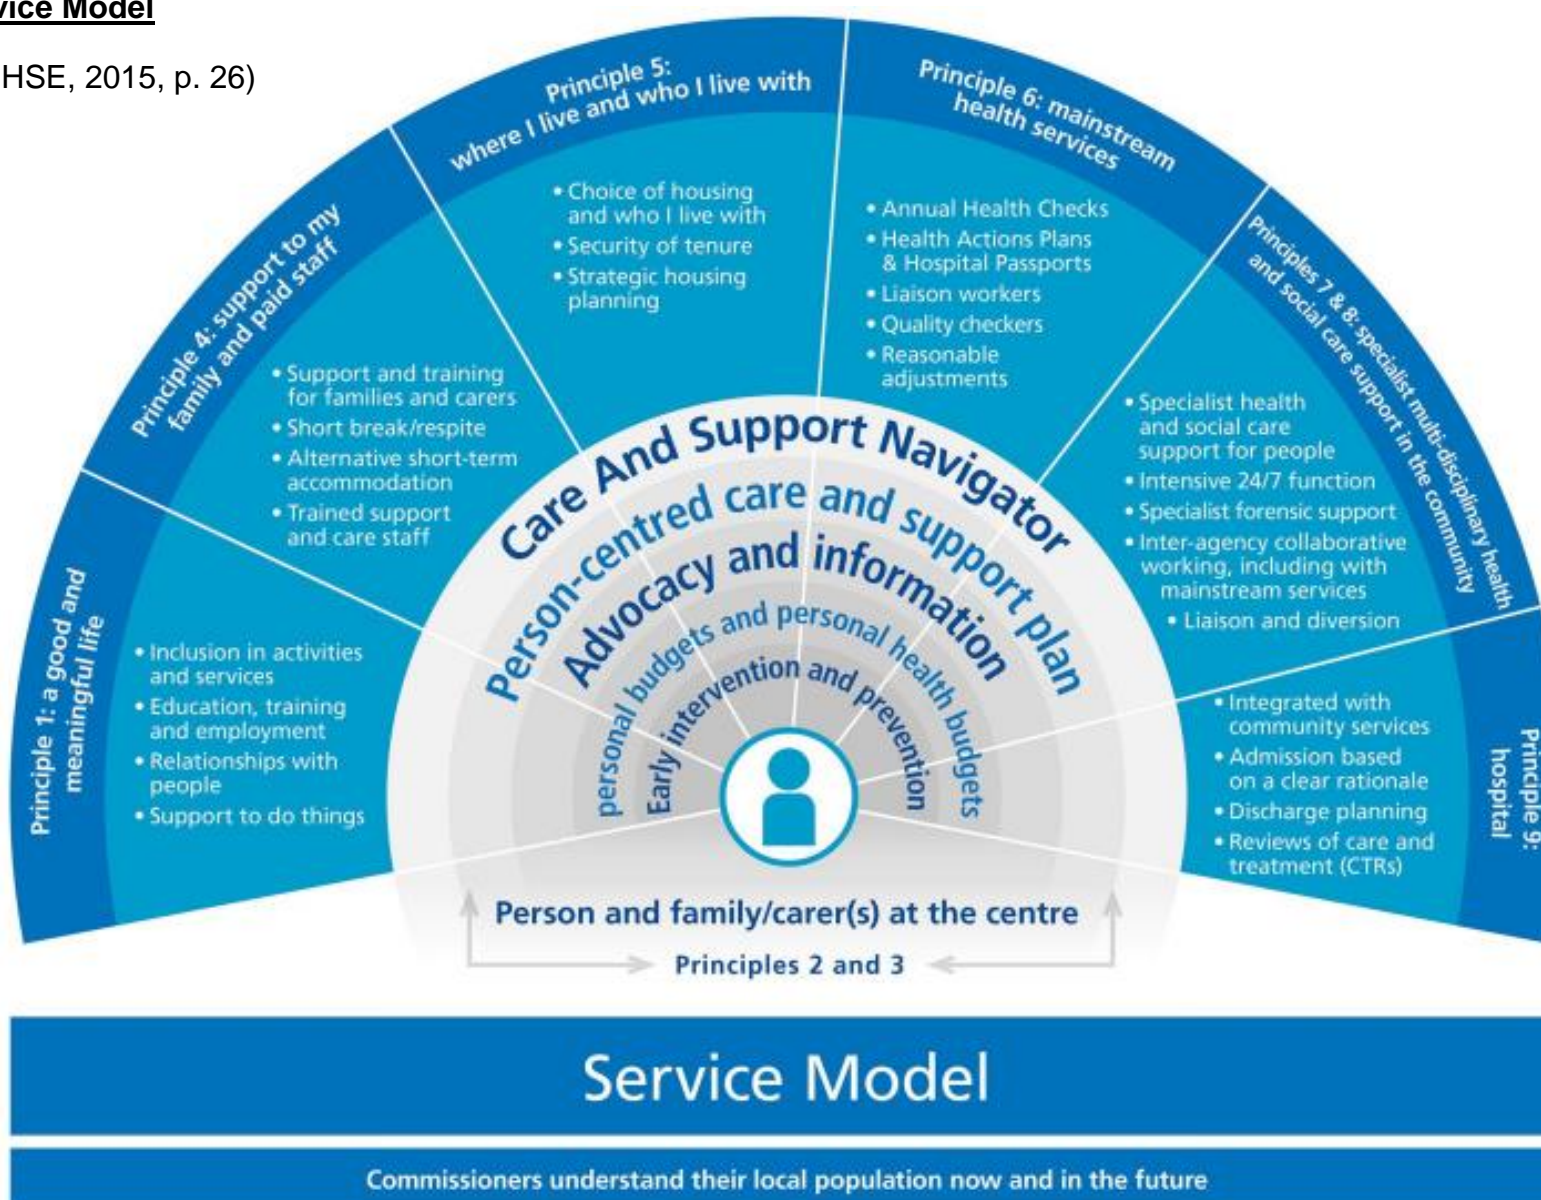 vice Model
HSE, 2015, p. 26)
Principle 1: a good and
meaningful life
• Inclusion in activities
and services
• Education, training
and employment
• Relationships with
people
• Support to do things
Principle 4: support to my
family and paid staff
• Support and training
for families and carers
• Short break/respite
• Alternative short-term
accommodation
• Trained support
and care staff
Principle 5:
where I live and who I live with
• Choice of housing
and who I live with
• Security of tenure
• Strategic housing
planning
Principle 6: mainstream
health services
• Annual Health Checks
• Health Actions Plans
& Hospital Passports
• Liaison workers
• Quality checkers
• Reasonable
adjustments
Principles 7 & 8: specialist multi-disciplinary health
and social care support in the community
• Specialist health
and social care
support for people
• Intensive 24/7 function
• Specialist forensic support
• Inter-agency collaborative
working, including with
mainstream services
• Liaison and diversion
Principle 9:
hospital
• Integrated with
community services
• Admission based
on a clear rationale
• Discharge planning
• Reviews of care and
treatment (CTRs)
Care And Support Navigator
Person-centred care and support plan
Advocacy and information
personal budgets and personal health budgets
Early intervention and prevention
Person and family/carer(s) at the centre
Principles 2 and 3
Service Model
Commissioners understand their local population now and in the future